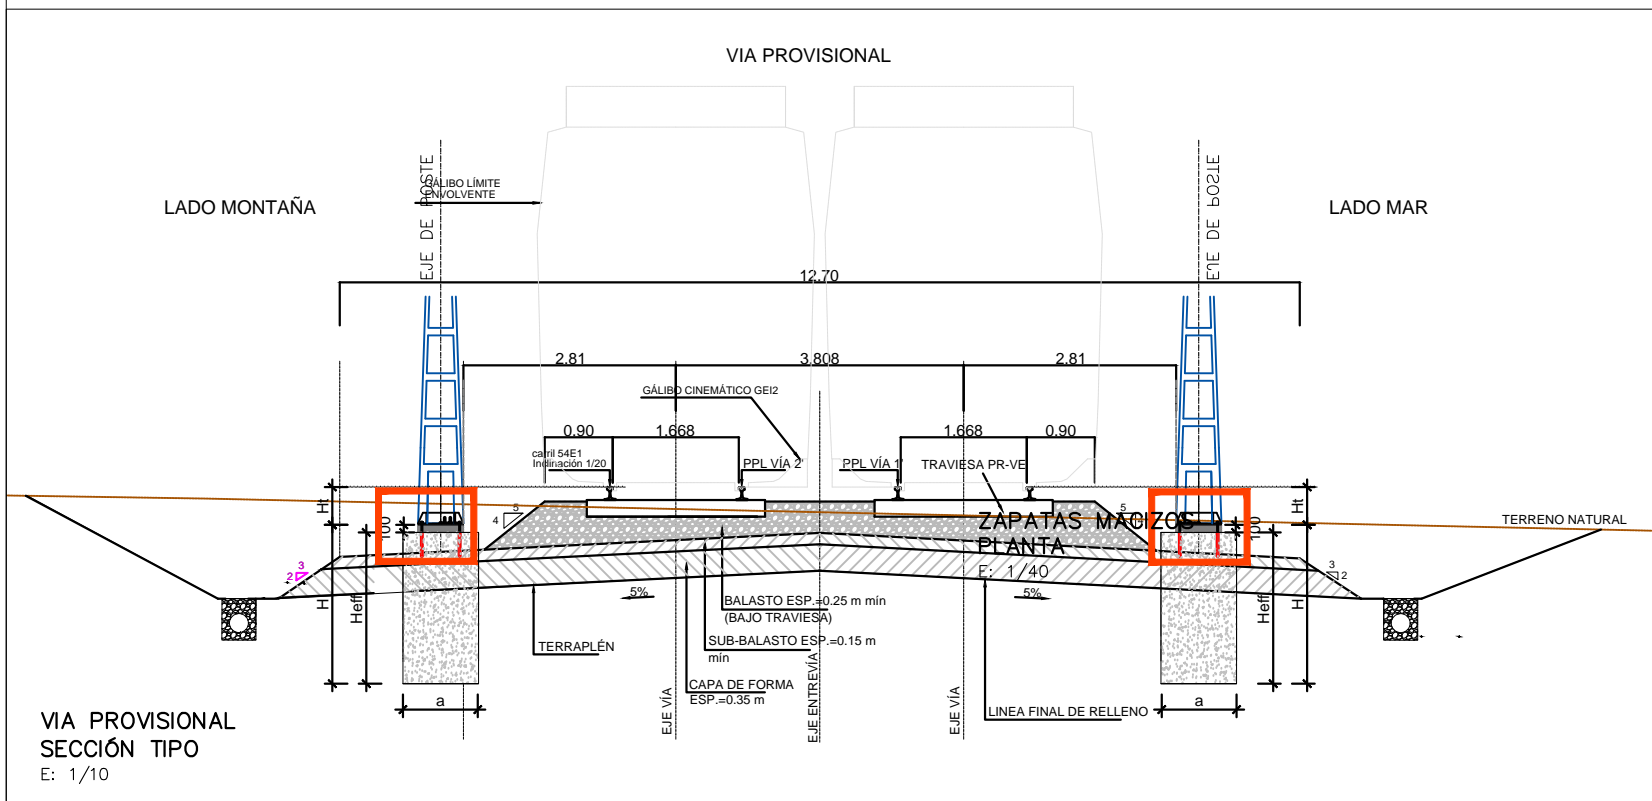 VIA PROVISIONAL
EJE DE POSTE
EJE DE POSTE
GÁLIBO LÍMITE
ENVOLVENTE
LADO MONTAÑA
LADO MAR
12.70
2.81
3.808
2.81
GÁLIBO CINEMÁTICO GEI2
0.90
1.668
1.668
0.90
carril 54E1
Inclinación 1/20
PPL VÍA 2'
PPL VÍA 1'
TRAVIESA PR-VE
Ht
Ht
100
100
5
4
5
ZAPATAS MACIZOS
PLANTA
E: 1/40
TERRENO NATURAL
3
2
3
2
H
Heff
Heff
H
5%
5%
BALASTO ESP.=0.25 m mín
(BAJO TRAVIESA)
SUB-BALASTO ESP.=0.15 m
mín
TERRAPLÉN
CAPA DE FORMA
ESP.=0.35 m
LINEA FINAL DE RELLENO
EJE VÍA
EJE ENTREVÍA
EJE VÍA
a
a
VIA PROVISIONAL
SECCIÓN TIPO
E: 1/10